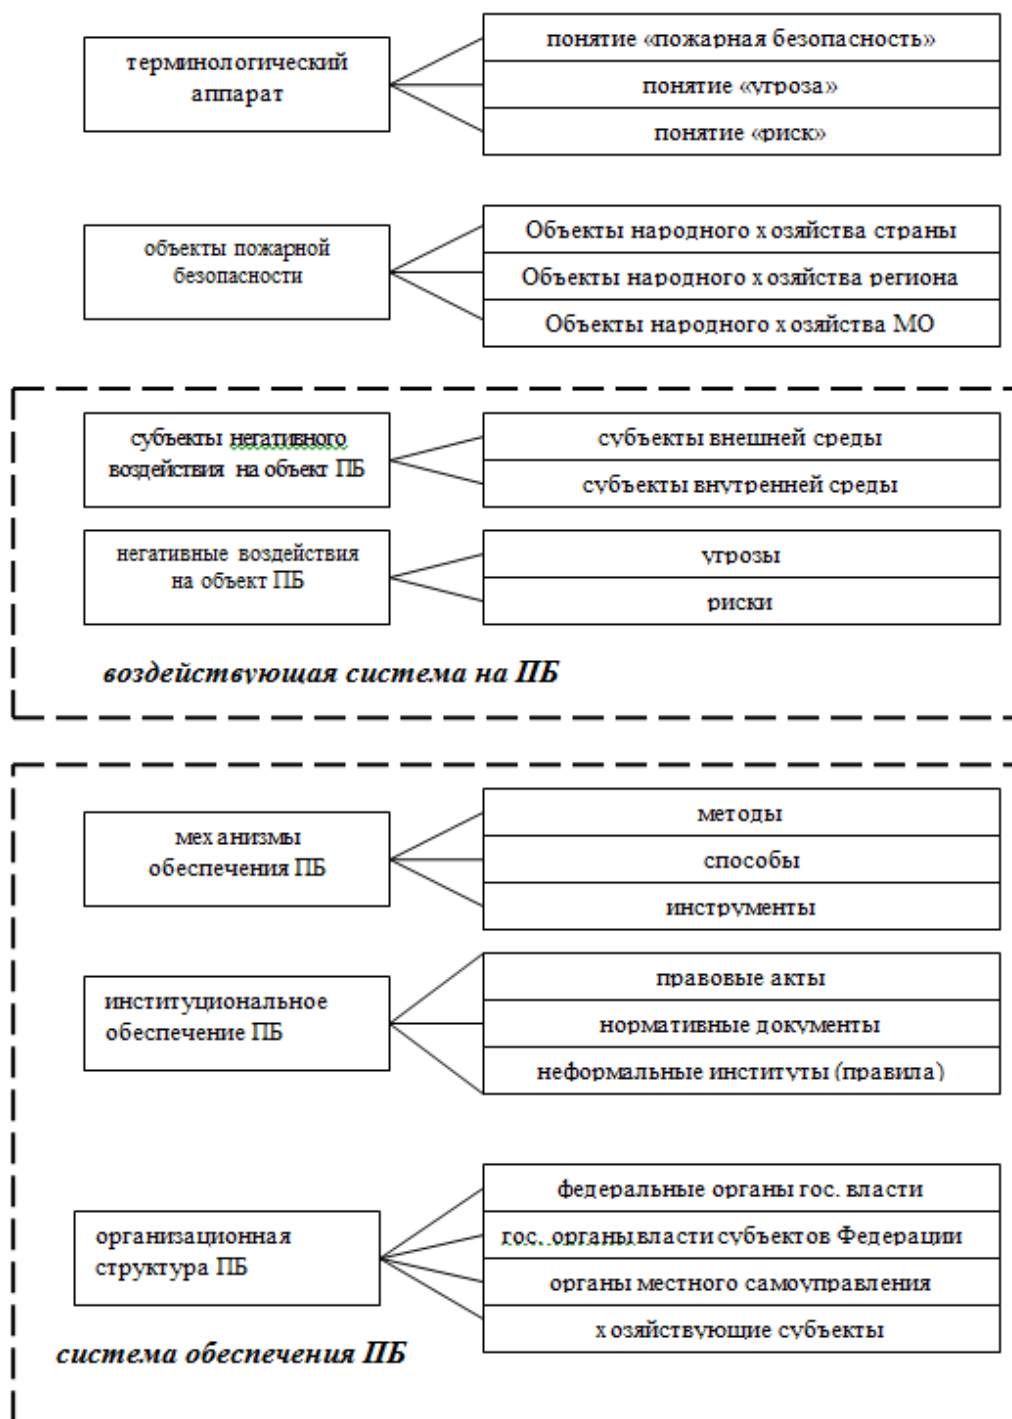 терминологический
аппарат
понятие «пожарная безопасность»
понятие «угроза»
понятие «риск»
объекты пожарной
безопасности
Объекты народного хозяйства страны
Объекты народного хозяйства региона
Объекты народного хозяйства МО
субъекты негативного
воздействия на объект ПБ
субъекты внешней среды
субъекты внутренней среды
негативные воздействия
на объект ПБ
угрозы
риски
воздействующая система на ПБ
механизмы
обеспечения ПБ
методы
способы
инструменты
институциональное
обеспечение ПБ
правовые акты
нормативные документы
неформальные институты (правила)
организационная
структура ПБ
федеральные органы гос. власти
гос. органы власти субъектов Федерации
органы местного самоуправления
хозяйствующие субъекты
система обеспечения ПБ